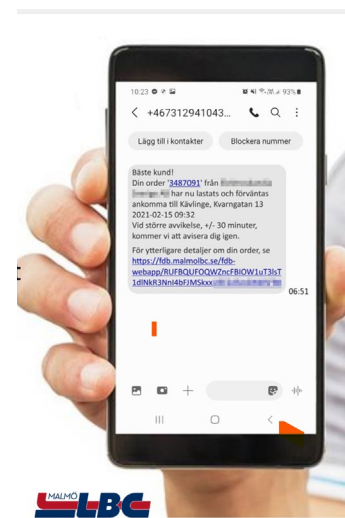 10:23 93%
+467312941043...
Lägg till i kontakter Blockera nummer
Bäste kund!
Din order '3487091' från
har nu lastats och förväntas
ankomma till Kävlinge, Kvarngatan 13
2021-02-15 09:32
Vid större avvikelse, +/- 30 minuter,
kommer vi att avisera dig igen.
För ytterligare detaljer om din order, se
https://fdb.malmolbc.se/fdb-
webapp/RUFBQUFOQWZncFBIOW1uT3lsT
1dlNkR3NnI4bFJMSkxx
06:51
MALMÖ
LBC